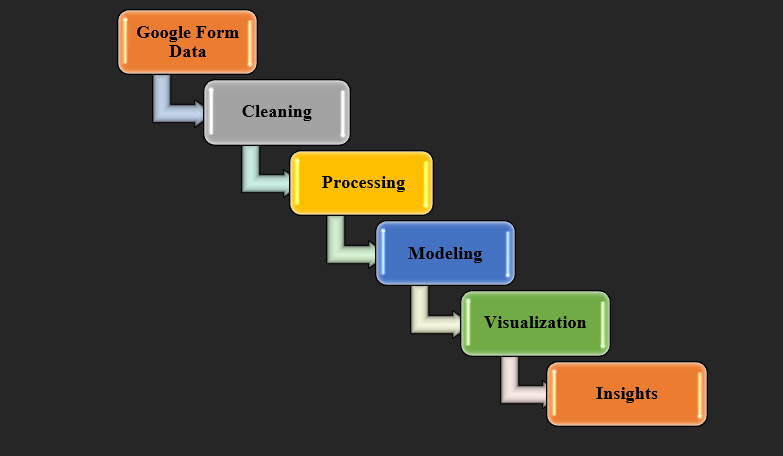 Google Form
Data
Cleaning
Processing
Modeling
Visualization
Insights